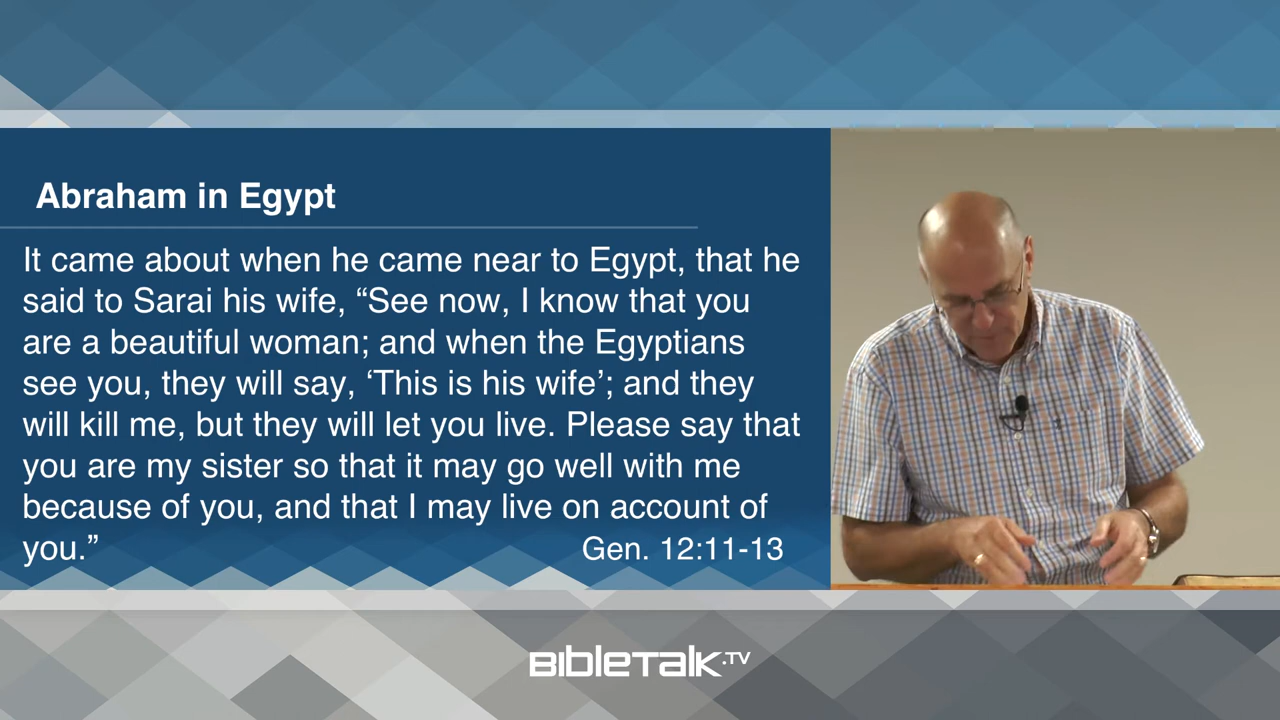 Abraham in Egypt
It came about when he came near to Egypt, that he
said to Sarai his wife, “See now, I know that you
are a beautiful woman; and when the Egyptians
see you, they will say, ‘This is his wife’; and they
will kill me, but they will let you live. Please say that
you are my sister so that it may go well with me
because of you, and that I may live on account of
you.” Gen. 12:11-13
BIBLETALK.TV